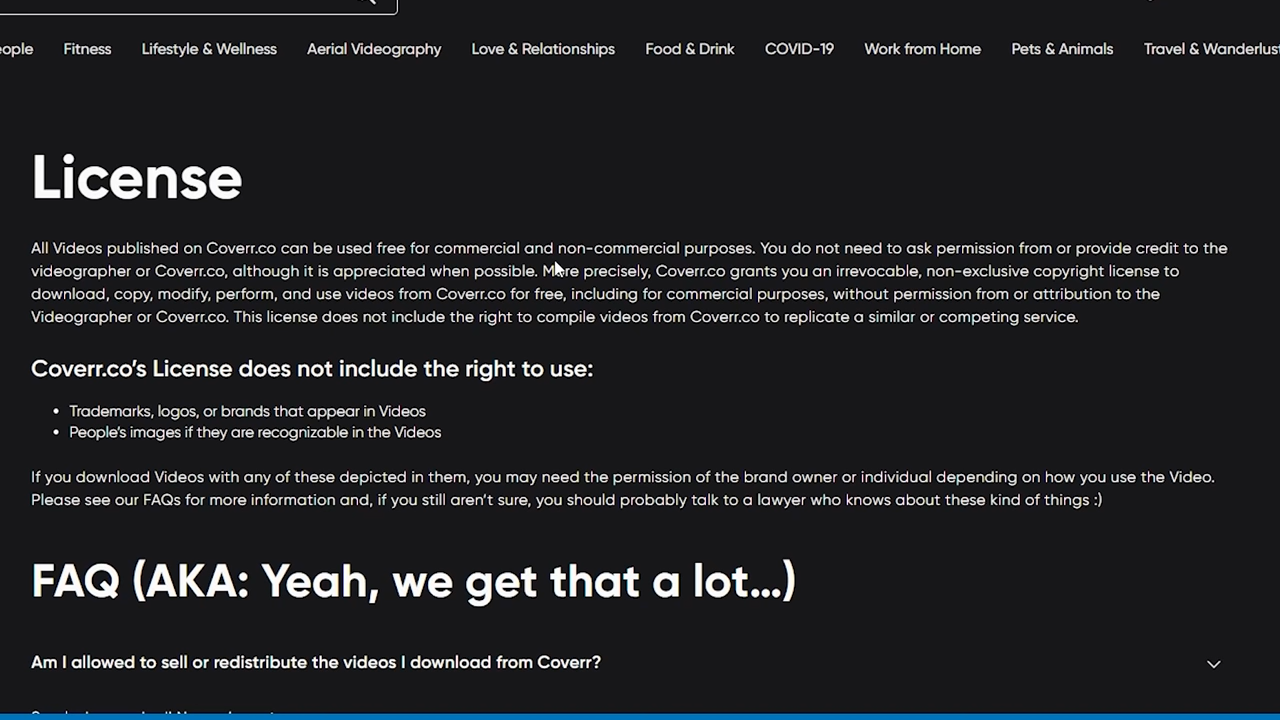 Fitness Lifestyle & Wellness Aerial Videography Love & Relationships Food & Drink COVID-19 Work from Home Pets & Animals
License
All Videos published on Coverr.co can be used free for commercial and non-commercial purposes. You do not need to ask permission from or provide credit to the
videographer or Coverr.co, although it is appreciated when possible. More precisely, Coverr.co grants you an irrevocable, non-exclusive copyright license to
download, copy, modify, perform, and use videos from Coverr.co for free, including for commercial purposes, without permission from or attribution to the
Videographer or Coverr.co. This license does not include the right to compile videos from Coverr.co to replicate a similar or competing service.
Coverr.co's License does not include the right to use:
• Trademarks, logos, or brands that appear in Videos
• People's images if they are recognizable in the Videos
If you download Videos with any of these depicted in them, you may need the permission of the brand owner or individual depending on how you use the Video.
Please see our FAQs for more information and, if you still aren't sure, you should probably talk to a lawyer who knows about these kind of things :)
FAQ (AKA: Yeah, we get that a lot...)
Am I allowed to sell or redistribute the videos I download from Coverr?